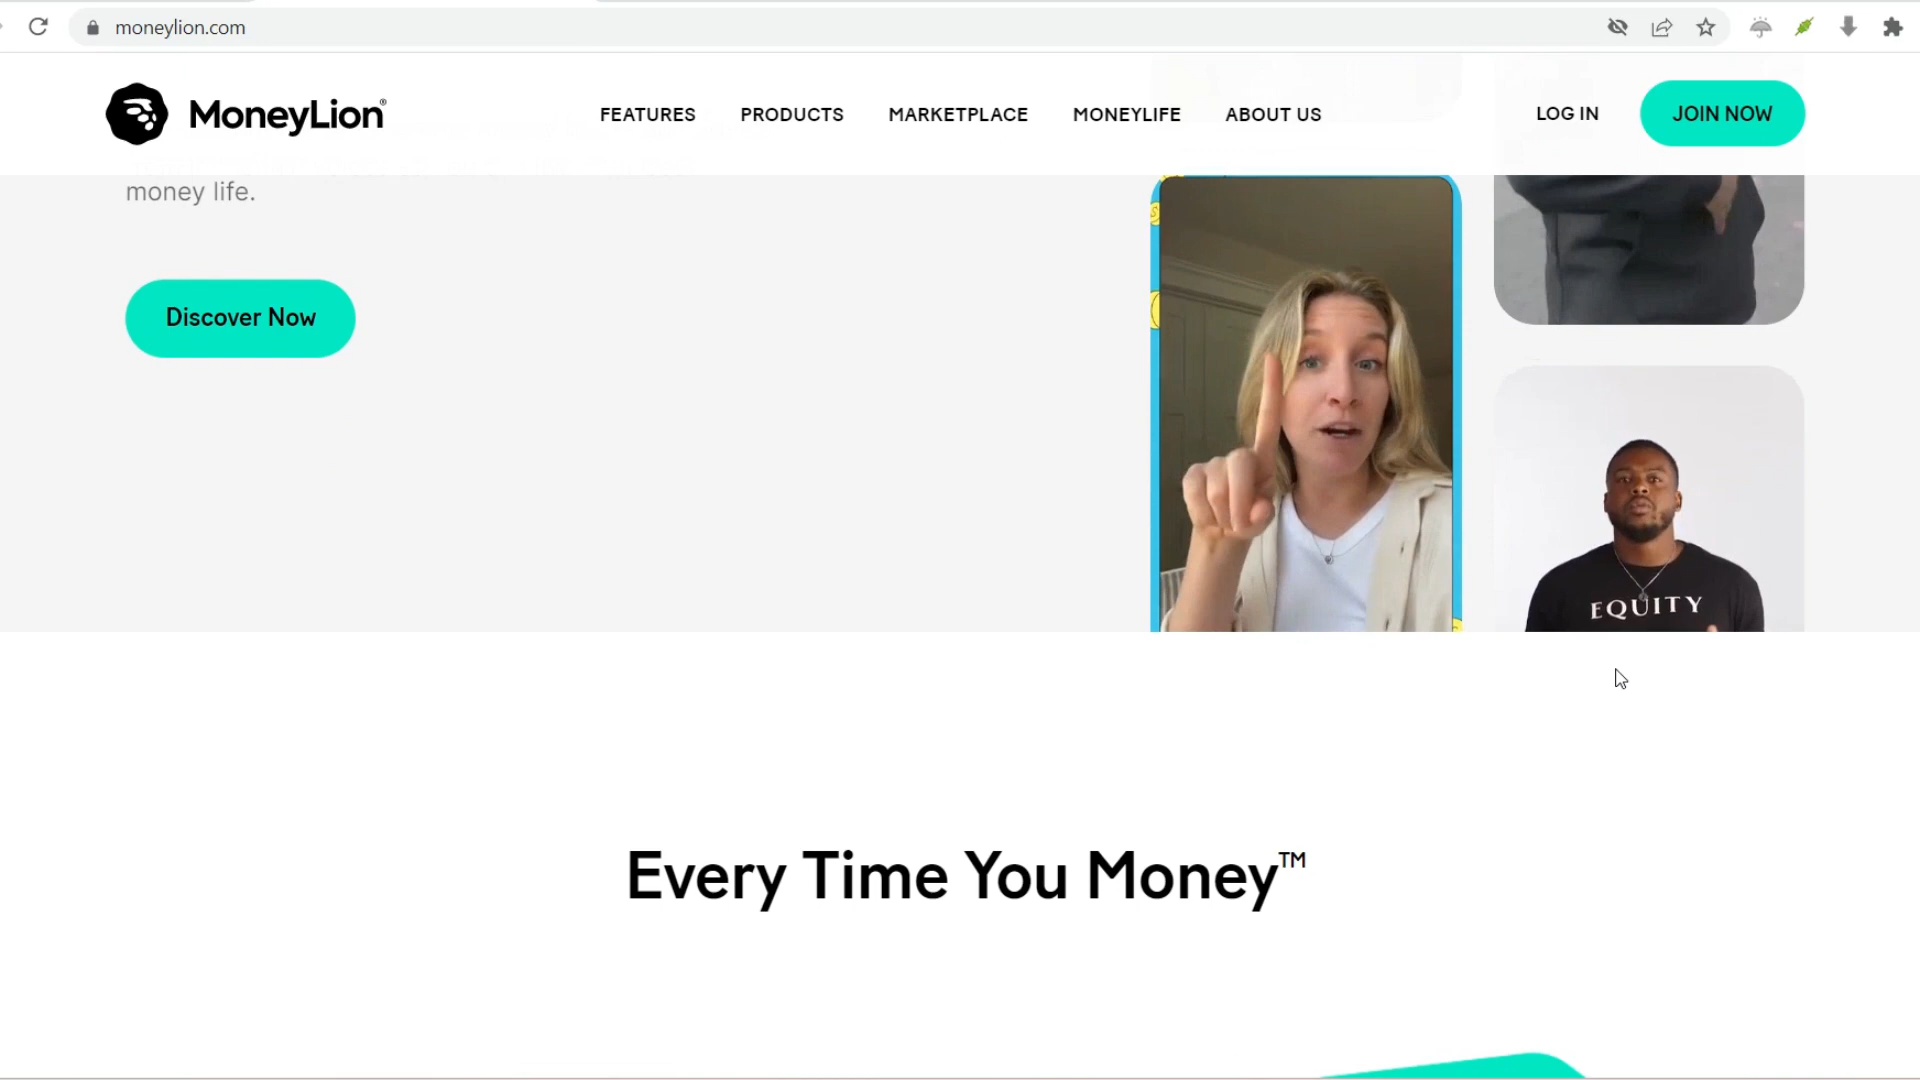 moneylion.com
MoneyLion®
FEATURES
PRODUCTS
MARKETPLACE
MONEYLIFE
ABOUT US
LOG IN
JOIN NOW
money life.
Discover Now
EQUITY
Every Time You Money™